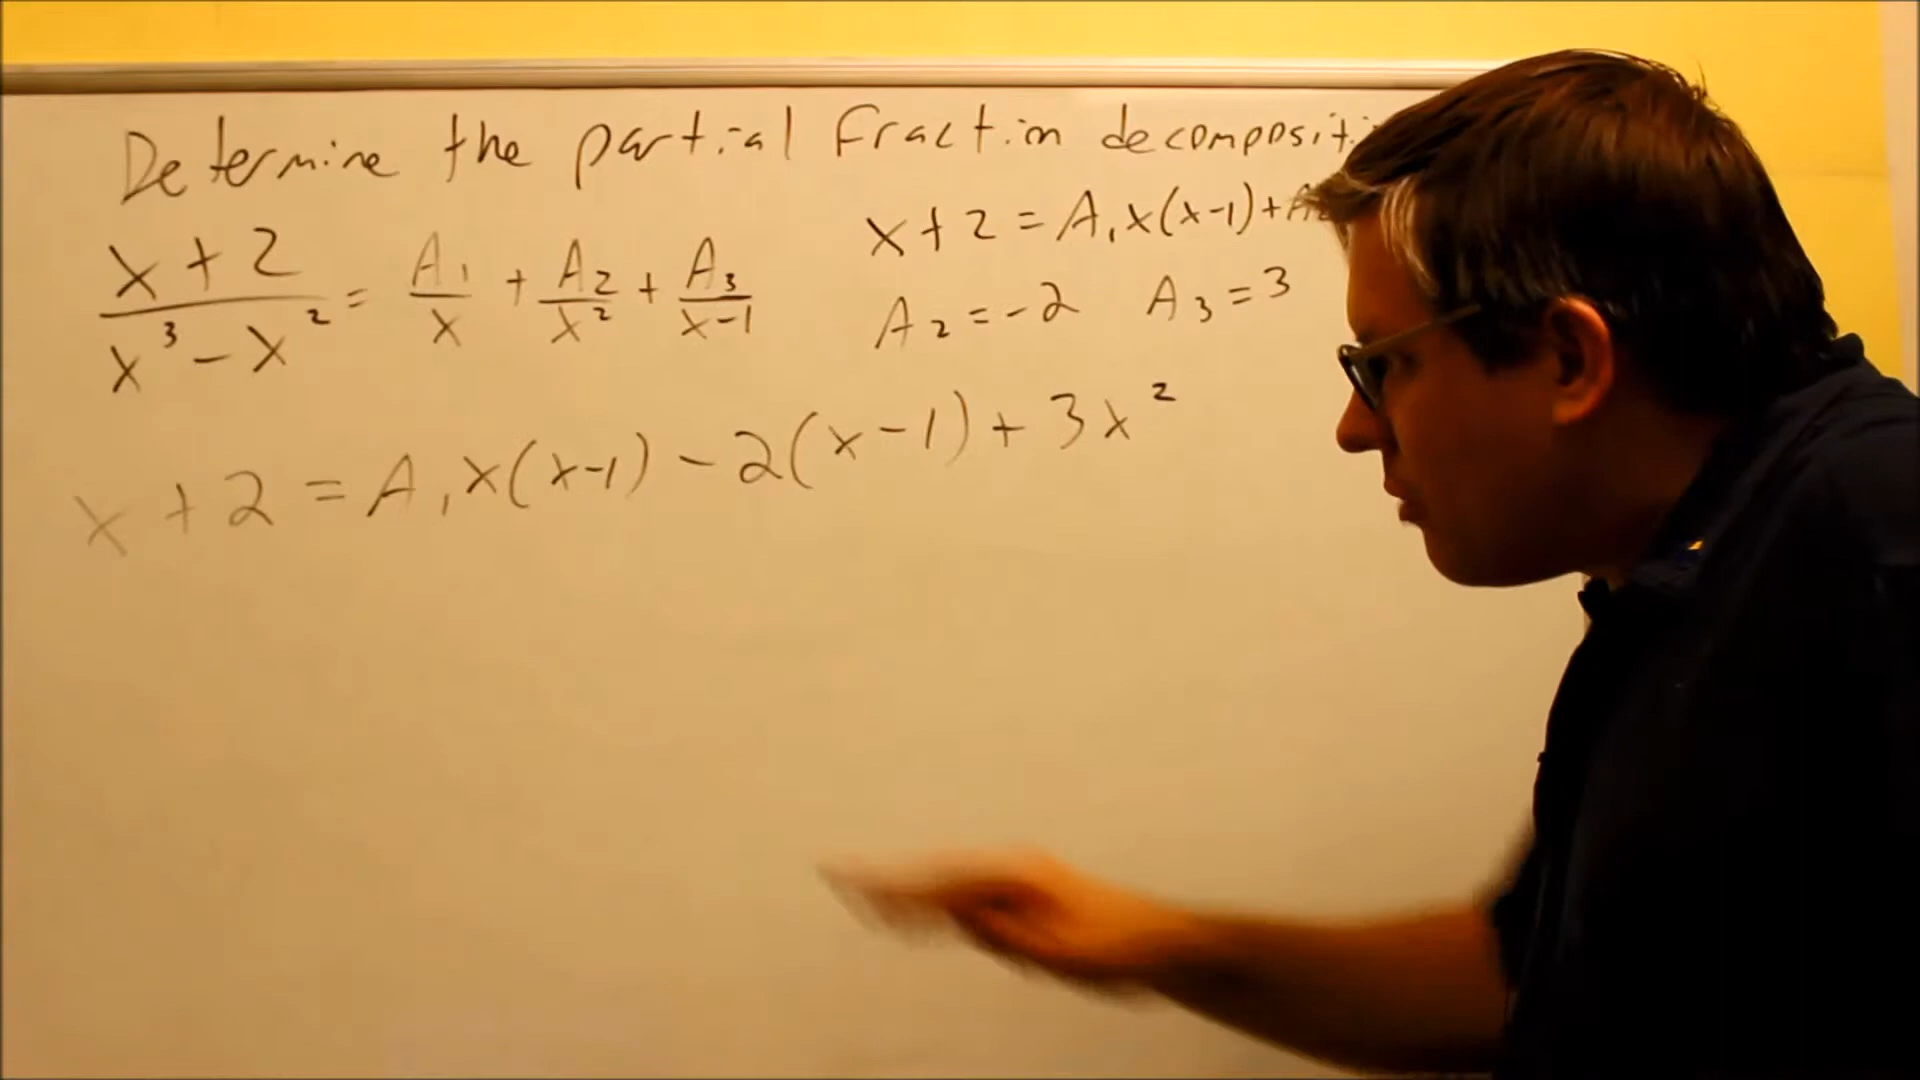 Determine the partial fraction decompositi
x + 2 = A₁x(x-1) + A
(x + 2)/(x³ - x²) = A₁/x + A₂/x² + A₃/(x-1)
A₂ = -2 A₃ = 3
x + 2 = A₁x(x-1) - 2(x-1) + 3x²